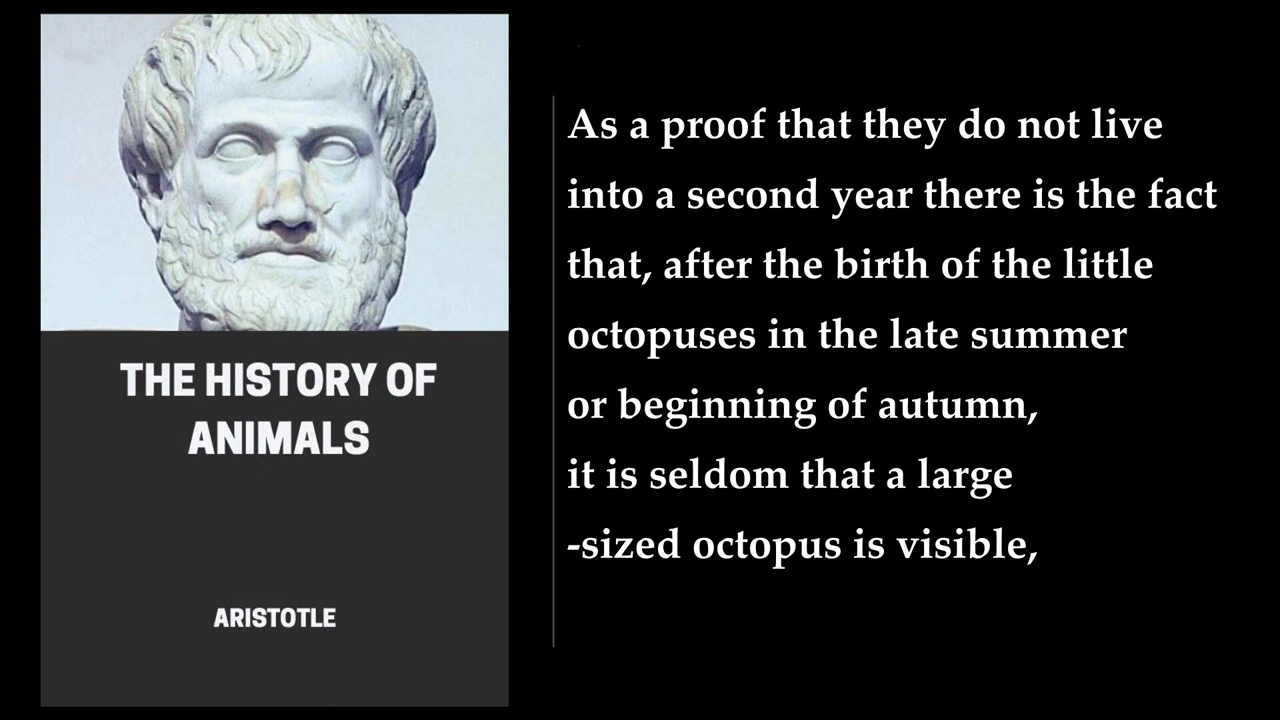 THE HISTORY OF
ANIMALS
ARISTOTLE
As a proof that they do not live
into a second year there is the fact
that, after the birth of the little
octopuses in the late summer
or beginning of autumn,
it is seldom that a large
-sized octopus is visible,